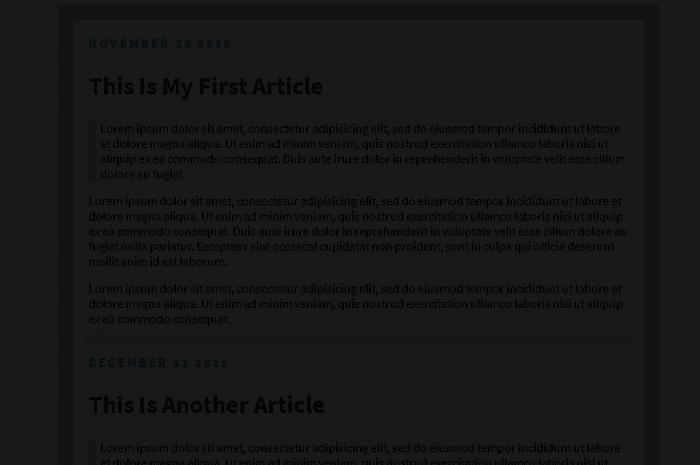 NOVEMBER 23 2015
This Is My First Article
Lorem ipsum dolor sit amet, consectetur adipisicing elit, sed do eiusmod tempor incididunt ut labore
et dolore magna aliqua. Ut enim ad minim veniam, quis nostrud exercitation ullamco laboris nisi ut
aliquip ex ea commodo consequat. Duis aute irure dolor in reprehenderit in voluptate velit esse cillum
dolore eu fugiat
Lorem ipsum dolor sit amet, consectetur adipisicing elit, sed do eiusmod tempor incididunt ut labore et
dolore magna aliqua. Ut enim ad minim veniam, quis nostrud exercitation ullamco laboris nisi ut aliquip
ex ea commodo consequat. Duis aute irure dolor in reprehenderit in voluptate velit esse cillum dolore eu
fugiat nulla pariatur. Excepteur sint occaecat cupidatat non proident, sunt in culpa qui officia deserunt
mollit anim id est laborum.
Lorem ipsum dolor sit amet, consectetur adipisicing elit, sed do eiusmod tempor incididunt ut labore et
dolore magna aliqua. Ut enim ad minim veniam, quis nostrud exercitation ullamco laboris nisi ut aliquip
ex ea commodo consequat. .
DECEMBER 11 2015
This Is Another Article
Lorem ipsum dolor sit amet, consectetur adipisicing elit, sed do eiusmod tempor incididunt ut labore
et dolore magna aliqua. Ut enim ad minim veniam, quis nostrud exercitation ullamco laboris nisi ut